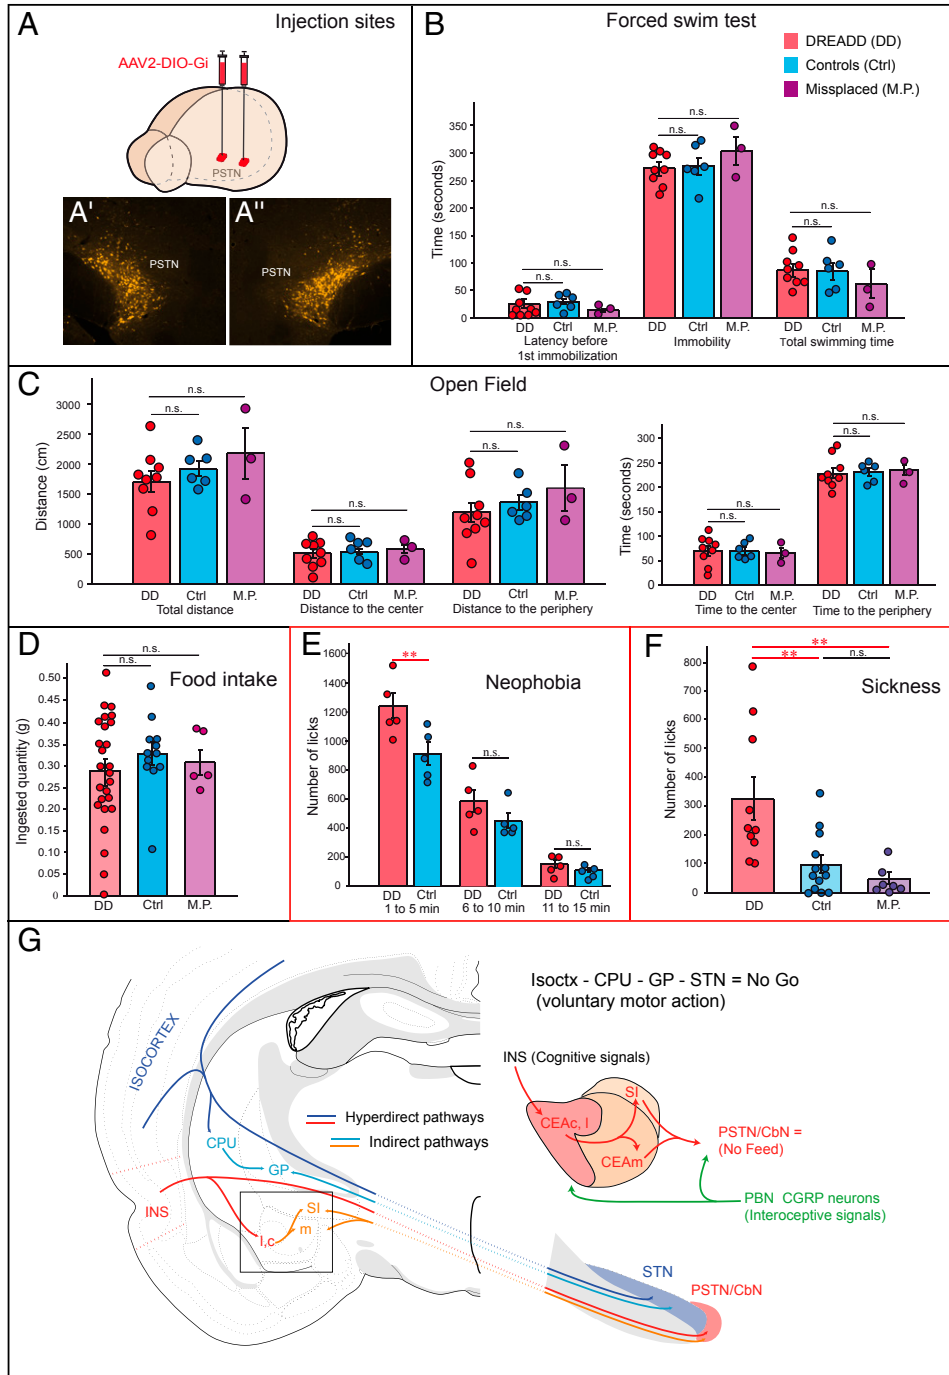 A
Injection sites
AAV2-DIO-Gi
PSTN
A'
PSTN
A"
PSTN
B
Forced swim test
DREADD (DD)
Controls (Ctrl)
Missplaced (M.P.)
Time (seconds)
350
300
250
200
150
100
50
0
n.s.
n.s.
n.s.
n.s.
n.s.
n.s.
DD Ctrl M.P. DD Ctrl M.P. DD Ctrl M.P.
Latency before
1st immobilization
Immobility
Total swimming time
C
Open Field
Distance (cm)
3000
2500
2000
1500
1000
500
0
n.s.
n.s.
n.s.
n.s.
n.s.
n.s.
DD Ctrl M.P. DD Ctrl M.P. DD Ctrl M.P.
Total distance
Distance to the center
Distance to the periphery
Time (seconds)
300
250
200
150
100
50
0
n.s.
n.s.
n.s.
n.s.
DD Ctrl M.P. DD Ctrl M.P.
Time to the center
Time to the periphery
D
Food intake
Ingested quantity (g)
0.50
0.45
0.40
0.35
0.30
0.25
0.20
0.15
0.10
0.05
0
n.s.
n.s.
DD Ctrl M.P.
E
Neophobia
Number of licks
1600
1400
1200
1000
800
600
400
200
0
**
n.s.
n.s.
DD Ctrl DD Ctrl DD Ctrl
1 to 5 min
6 to 10 min
11 to 15 min
F
Sickness
Number of licks
800
700
600
500
400
300
200
100
0
**
**
n.s.
DD Ctrl M.P.
G
Isoctx - CPU - GP - STN = No Go
(voluntary motor action)
ISOCORTEX
CPU
GP
INS
SI
l,c
m
Hyperdirect pathways
Indirect pathways
INS (Cognitive signals)
SI
CEAc, l
CEAm
PSTN/CbN =
(No Feed)
PBN CGRP neurons
(Interoceptive signals)
STN
PSTN/CbN